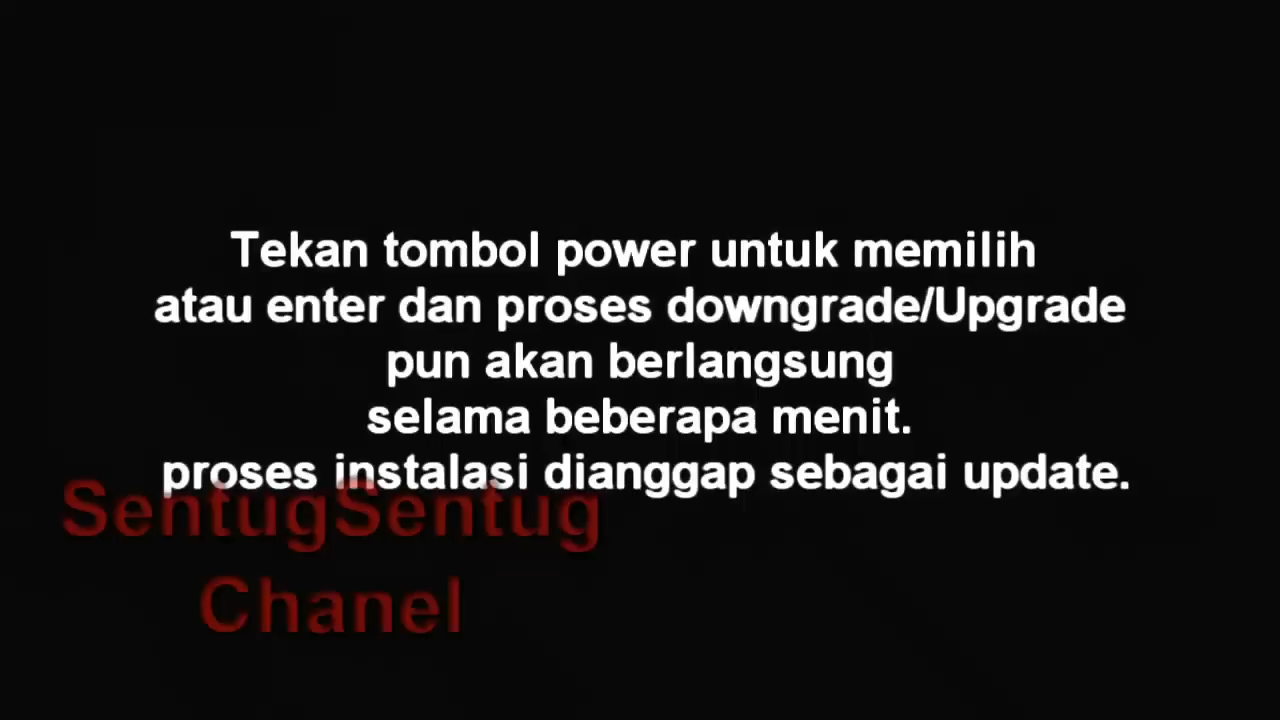 Tekan tombol power untuk memilih
atau enter dan proses downgrade/Upgrade
pun akan berlangsung
selama beberapa menit.
proses instalasi dianggap sebagai update.
SentugSentug
Chanel